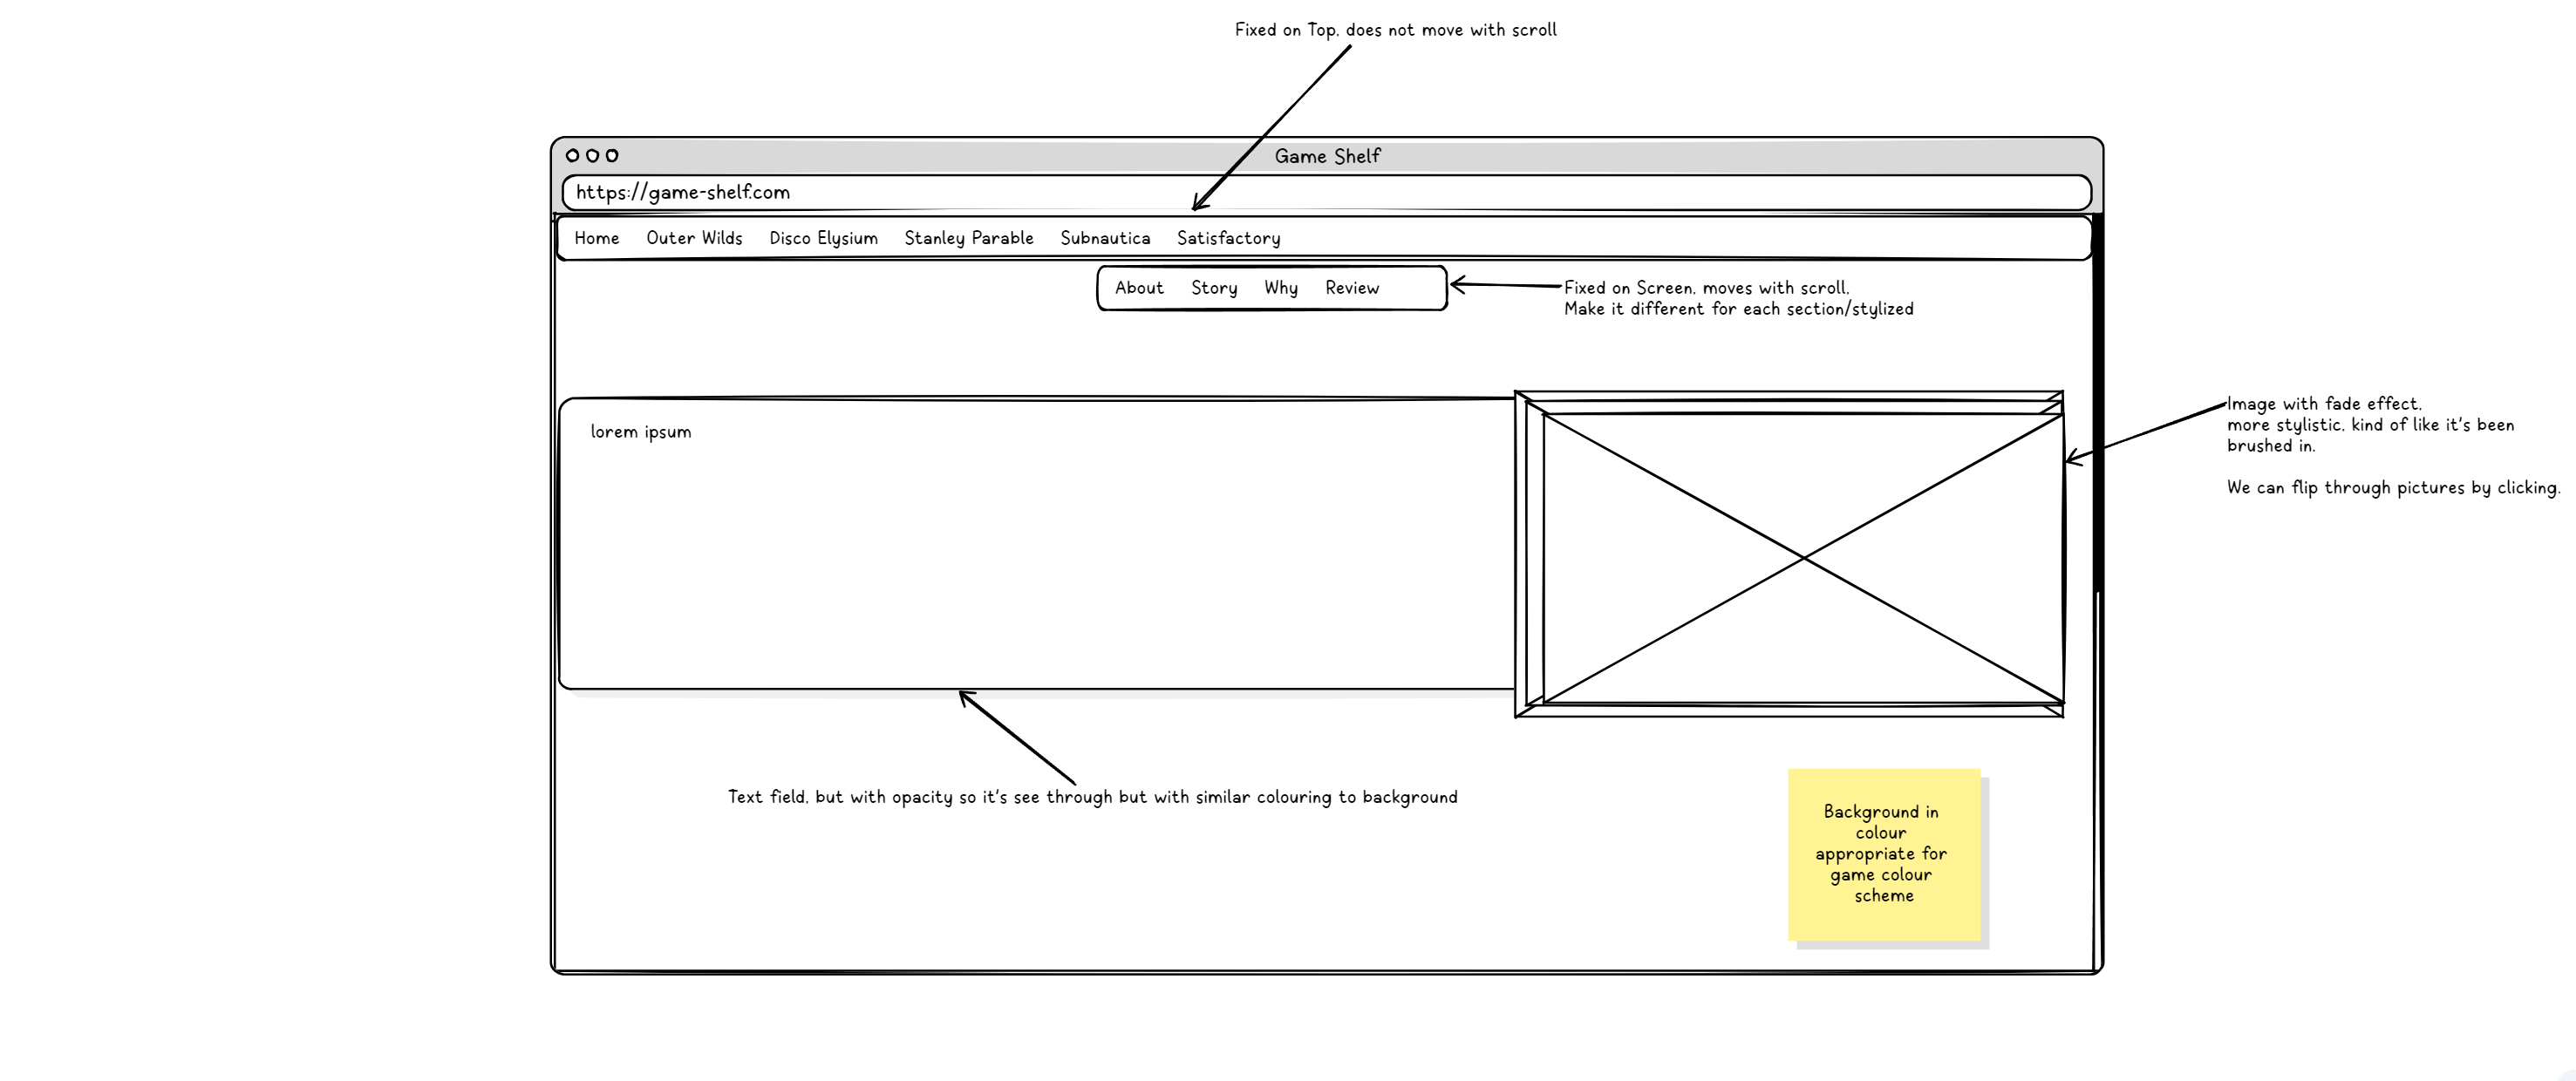 Fixed on Top, does not move with scroll
Game Shelf
https://game-shelf.com
Home Outer Wilds Disco Elysium Stanley Parable Subnautica Satisfactory
About Story Why Review
Fixed on Screen, moves with scroll,
Make it different for each section/stylized
Image with fade effect,
more stylistic, kind of like it's been
brushed in.
We can flip through pictures by clicking.
lorem ipsum
Text field, but with opacity so it's see through but with similar colouring to background
Background in
colour
appropriate for
game colour
scheme